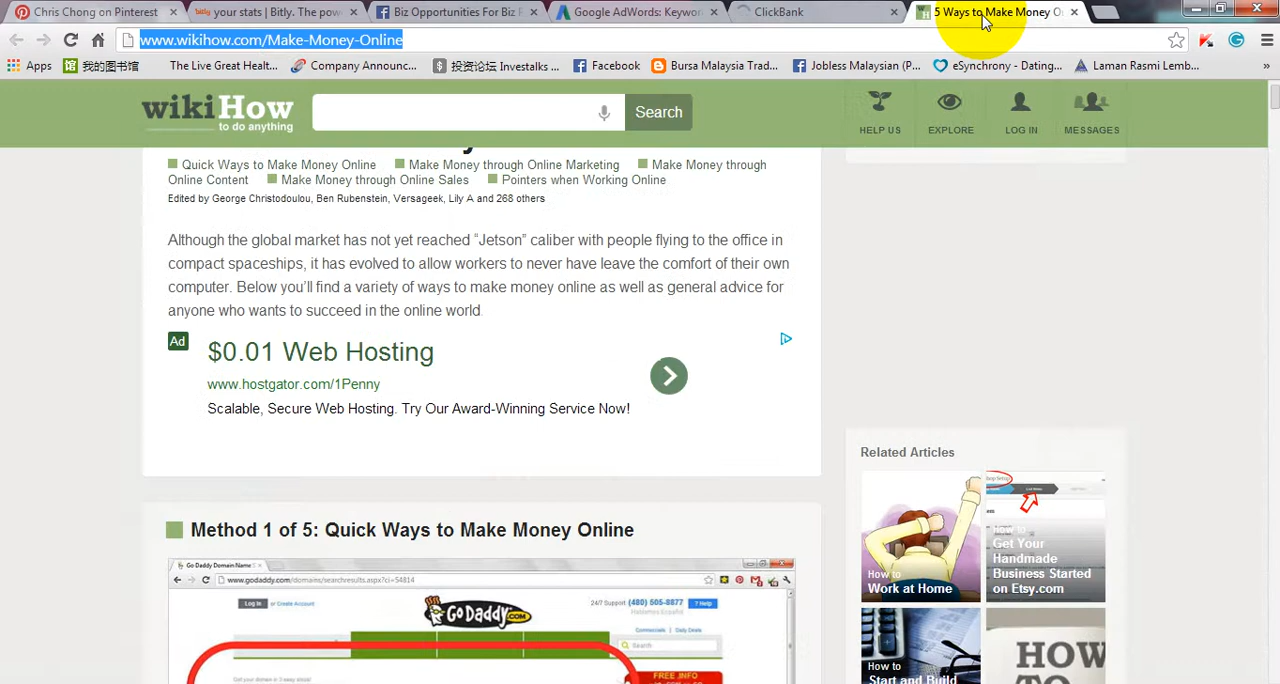 Chris Chong on Pinterest
bitly your stats | Bitly. The pow
Biz Opportunities For Biz F
Google AdWords: Keywor
ClickBank
5 Ways to Make Money O
www.wikihow.com/Make-Money-Online
Apps 我的图书馆 The Live Great Healt... Company Announc... 投资论坛 Investalks ... Facebook Bursa Malaysia Trad... Jobless Malaysian (P... eSynchrony - Dating... Laman Rasmi Lemb... »
wikiHow
to do anything
Search
HELP US EXPLORE LOG IN MESSAGES
Quick Ways to Make Money Online Make Money through Online Marketing Make Money through
Online Content Make Money through Online Sales Pointers when Working Online
Edited by George Christodoulou, Ben Rubenstein, Versageek, Lily A and 268 others
Although the global market has not yet reached “Jetson” caliber with people flying to the office in
compact spaceships, it has evolved to allow workers to never have leave the comfort of their own
computer. Below you’ll find a variety of ways to make money online as well as general advice for
anyone who wants to succeed in the online world.
Ad
$0.01 Web Hosting
www.hostgator.com/1Penny
Scalable, Secure Web Hosting. Try Our Award-Winning Service Now!
Related Articles
How to
Work at Home
How to
Get Your
Handmade
Business Started
on Etsy.com
How to
Start and Build
HOW
TO
Method 1 of 5: Quick Ways to Make Money Online
Go Daddy Domain Name S
www.godaddy.com/domains/searchresults.aspx?ci=54814
Log In or Create Account
GoDaddy.com
24/7 Support (480) 505-8877 ? Help
Hablamos Español
Commercials | Daily Deals
Search
FREE INFO